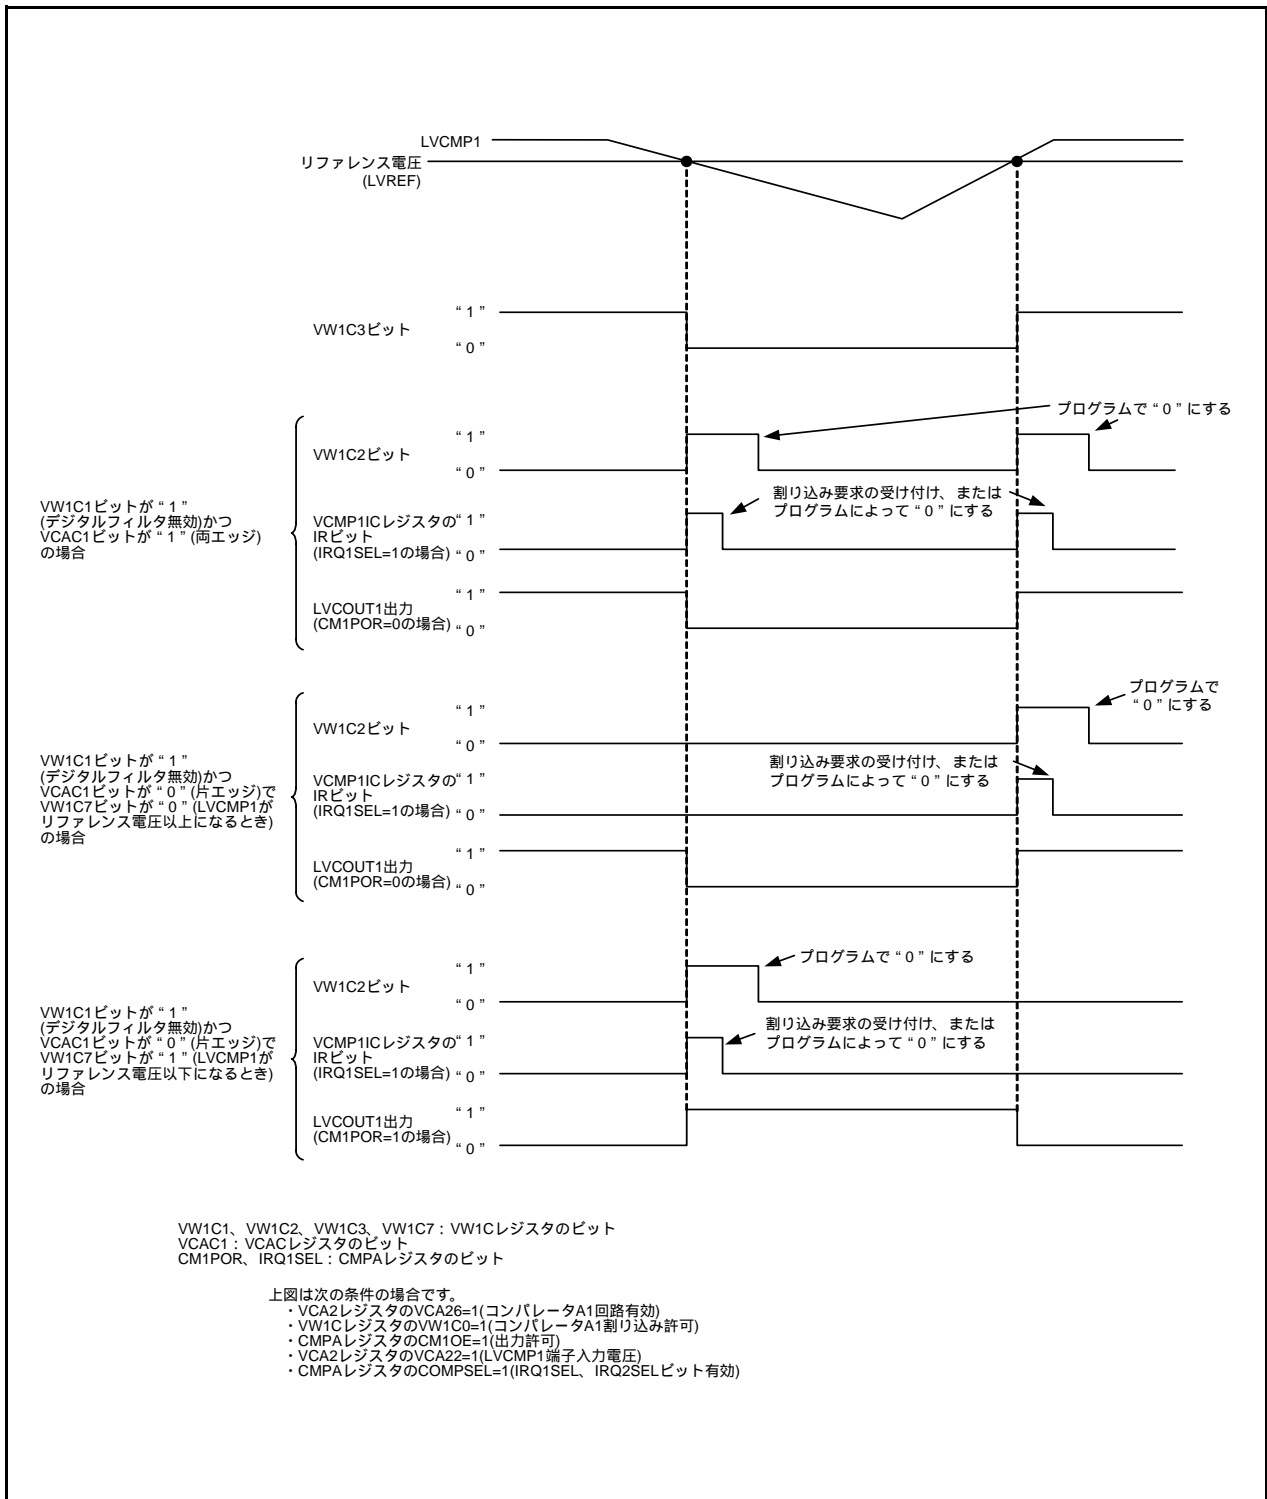 LVCMP1
リファレンス電圧
(LVREF)
“ 1 ”
VW1C3ビット
“ 0 ”
プログラムで “ 0 ” にする
“ 1 ”
VW1C2ビット
“ 0 ”
割り込み要求の受け付け、または
プログラムによって “ 0 ” にする
VW1C1ビットが “ 1 ”
(デジタルフィルタ無効)かつ
VCAC1ビットが “ 1 ” (両エッジ)
の場合
VCMP1ICレジスタの “ 1 ”
IRビット
(IRQ1SEL=1の場合) “ 0 ”
“ 1 ”
LVCOUT1出力
(CM1POR=0の場合) “ 0 ”
プログラムで
“ 0 ” にする
“ 1 ”
VW1C2ビット
“ 0 ”
割り込み要求の受け付け、または
プログラムによって “ 0 ” にする
VW1C1ビットが “ 1 ”
(デジタルフィルタ無効)かつ
VCAC1ビットが “ 0 ” (片エッジ)で
VW1C7ビットが “ 0 ” (LVCMP1が
リファレンス電圧以上になるとき)
の場合
VCMP1ICレジスタの “ 1 ”
IRビット
(IRQ1SEL=1の場合) “ 0 ”
“ 1 ”
LVCOUT1出力
(CM1POR=0の場合) “ 0 ”
プログラムで “ 0 ” にする
“ 1 ”
VW1C2ビット
“ 0 ”
割り込み要求の受け付け、または
プログラムによって “ 0 ” にする
VW1C1ビットが “ 1 ”
(デジタルフィルタ無効)かつ
VCAC1ビットが “ 0 ” (片エッジ)で
VW1C7ビットが “ 1 ” (LVCMP1が
リファレンス電圧以下になるとき)
の場合
VCMP1ICレジスタの “ 1 ”
IRビット
(IRQ1SEL=1の場合) “ 0 ”
“ 1 ”
LVCOUT1出力
(CM1POR=1の場合) “ 0 ”
VW1C1、VW1C2、VW1C3、VW1C7：VW1Cレジスタのビット
VCAC1：VCACレジスタのビット
CM1POR、IRQ1SEL：CMPAレジスタのビット
上図は次の条件の場合です。
・VCA2レジスタのVCA26=1(コンパレータA1回路有効)
・VW1CレジスタのVW1C0=1(コンパレータA1割り込み許可)
・CMPAレジスタのCM1OE=1(出力許可)
・VCA2レジスタのVCA22=1(LVCMP1端子入力電圧)
・CMPAレジスタのCOMPSEL=1(IRQ1SEL、IRQ2SELビット有効)